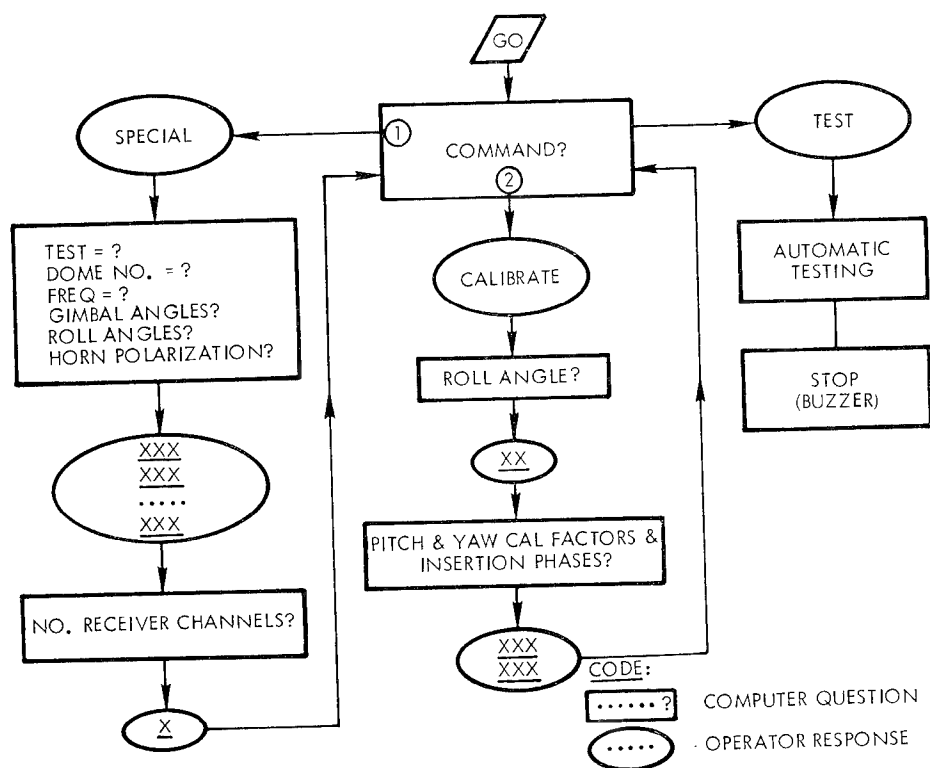 GO
SPECIAL
1
COMMAND?
2
TEST
TEST = ?
DOME NO. = ?
FREQ = ?
GIMBAL ANGLES?
ROLL ANGLES?
HORN POLARIZATION?
CALIBRATE
AUTOMATIC
TESTING
ROLL ANGLE?
STOP
(BUZZER)
XXX
XXX
.....
XXX
XX
PITCH & YAW CAL FACTORS &
INSERTION PHASES?
NO. RECEIVER CHANNELS?
XXX
XXX
X
CODE:
......? COMPUTER QUESTION
..... OPERATOR RESPONSE